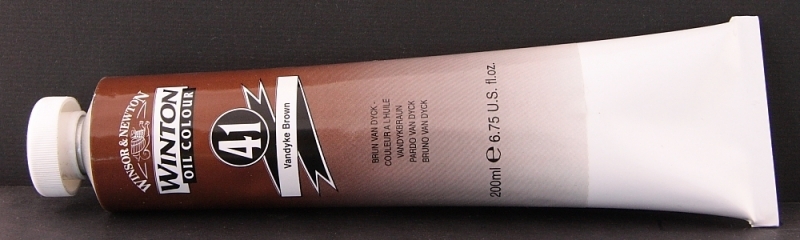 WINSOR & NEWTON
WINTON
OIL COLOUR
41
Vandyke Brown
BRUN VAN DYCK -
COULEUR A L'HUILE
VANDYKBRAUN
PARDO VAN DYCK
BRUNO VAN DYCK
200ml e 6.75 U.S. fl.oz.